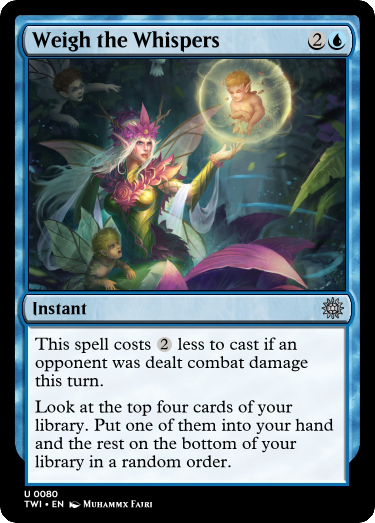 Weigh the Whispers 2
Instant
This spell costs 2 less to cast if an
opponent was dealt combat damage
this turn.
Look at the top four cards of your
library. Put one of them into your hand
and the rest on the bottom of your
library in a random order.
U 0080
TWI • EN Muhammx Fajri